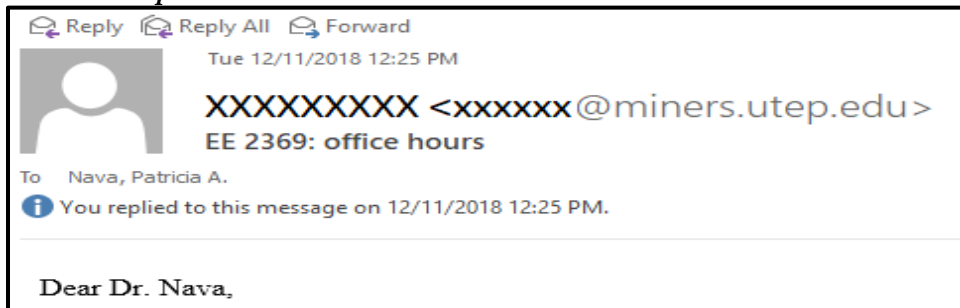 Reply Reply All Forward
Tue 12/11/2018 12:25 PM
XXXXXXXXX <xxxxxx@miners.utep.edu>
EE 2369: office hours
To Nava, Patricia A.
You replied to this message on 12/11/2018 12:25 PM.
Dear Dr. Nava,